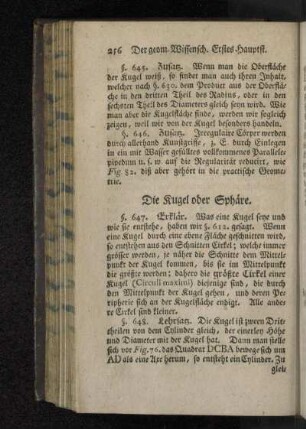 256 Der geom. Wissensch. Erstes Hauptst.
§. 645. Zusatz. Wenn man die Oberfläche
der Kugel weiß, so findet man auch ihren Inhalt,
welcher nach §. 630. dem Product aus der Oberflä-
che in den dritten Theil des Radius, oder in den
sechsten Theil des Diameters gleich seyn wird. Wie
man aber die Kugelfläche finde, werden wir sogleich
zeigen, weil wir von der Kugel besonders handeln.
§. 646. Zusatz. Irregulaire Cörper werden
durch allerhand Kunstgriffe, z. E. durch Einlegen
in ein mit Wasser gefülltes vollkommenes Parallele-
pipedum u. s. w. auf die Regularität reducirt, wie
Fig. 82. diß aber gehört in die practische Geome-
trie.
Die Kugel oder Sphäre.
§. 647. Erklär. Was eine Kugel seye und
wie sie entstehe, haben wir §. 612. gesagt. Wenn
eine Kugel durch eine ebene Fläche geschnitten wird,
so entstehen aus den Schnitten Cirkel; welche immer
grösser werden, je näher die Schnitte dem Mittel-
punkt der Kugel kommen, bis sie im Mittelpunkt
die größte werden; dahero die größte Cirkel einer
Kugel (Circuli maximi) diejenige sind, die durch
den Mittelpunkt der Kugel gehen, und deren Pe-
ripherie sich an der Kugelfläche endigt. Alle ande-
re Cirkel sind kleiner.
§. 648. Lehrsatz. Die Kugel ist zween Drit-
theilen von dem Cylinder gleich, der einerley Höhe
und Diameter mit der Kugel hat. Dann man stelle
sich vor Fig. 76. das Quadrat DCBA bewege sich um
AD als eine Axe herum, so entsteht ein Cylinder. Zu
gleic